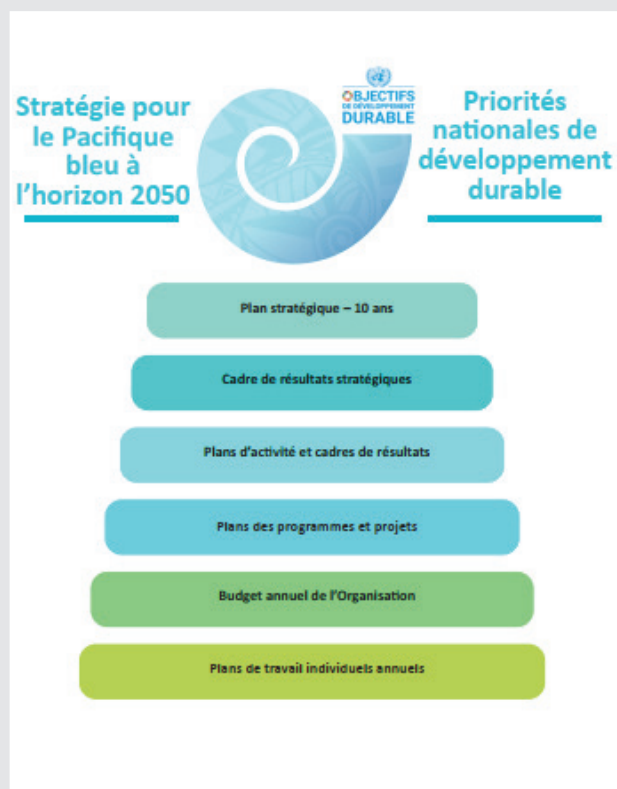 Stratégie pour
le Pacifique
bleu à
l'horizon 2050
OBJECTIFS
DE DÉVELOPPEMENT
DURABLE
Priorités
nationales de
développement
durable
Plan stratégique – 10 ans
Cadre de résultats stratégiques
Plans d'activité et cadres de résultats
Plans des programmes et projets
Budget annuel de l'Organisation
Plans de travail individuels annuels